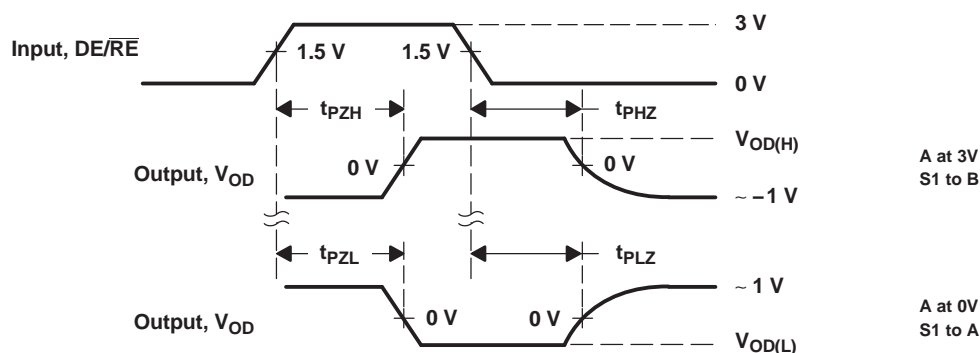 3 V
Input, DE/RE
1.5 V 1.5 V
0 V
tPZH tPHZ
VOD(H)
Output, VOD 0 V 0 V
A at 3V
S1 to B
~ –1 V
tPZL tPLZ
~ 1 V
Output, VOD 0 V 0 V
A at 0V
S1 to A
VOD(L)